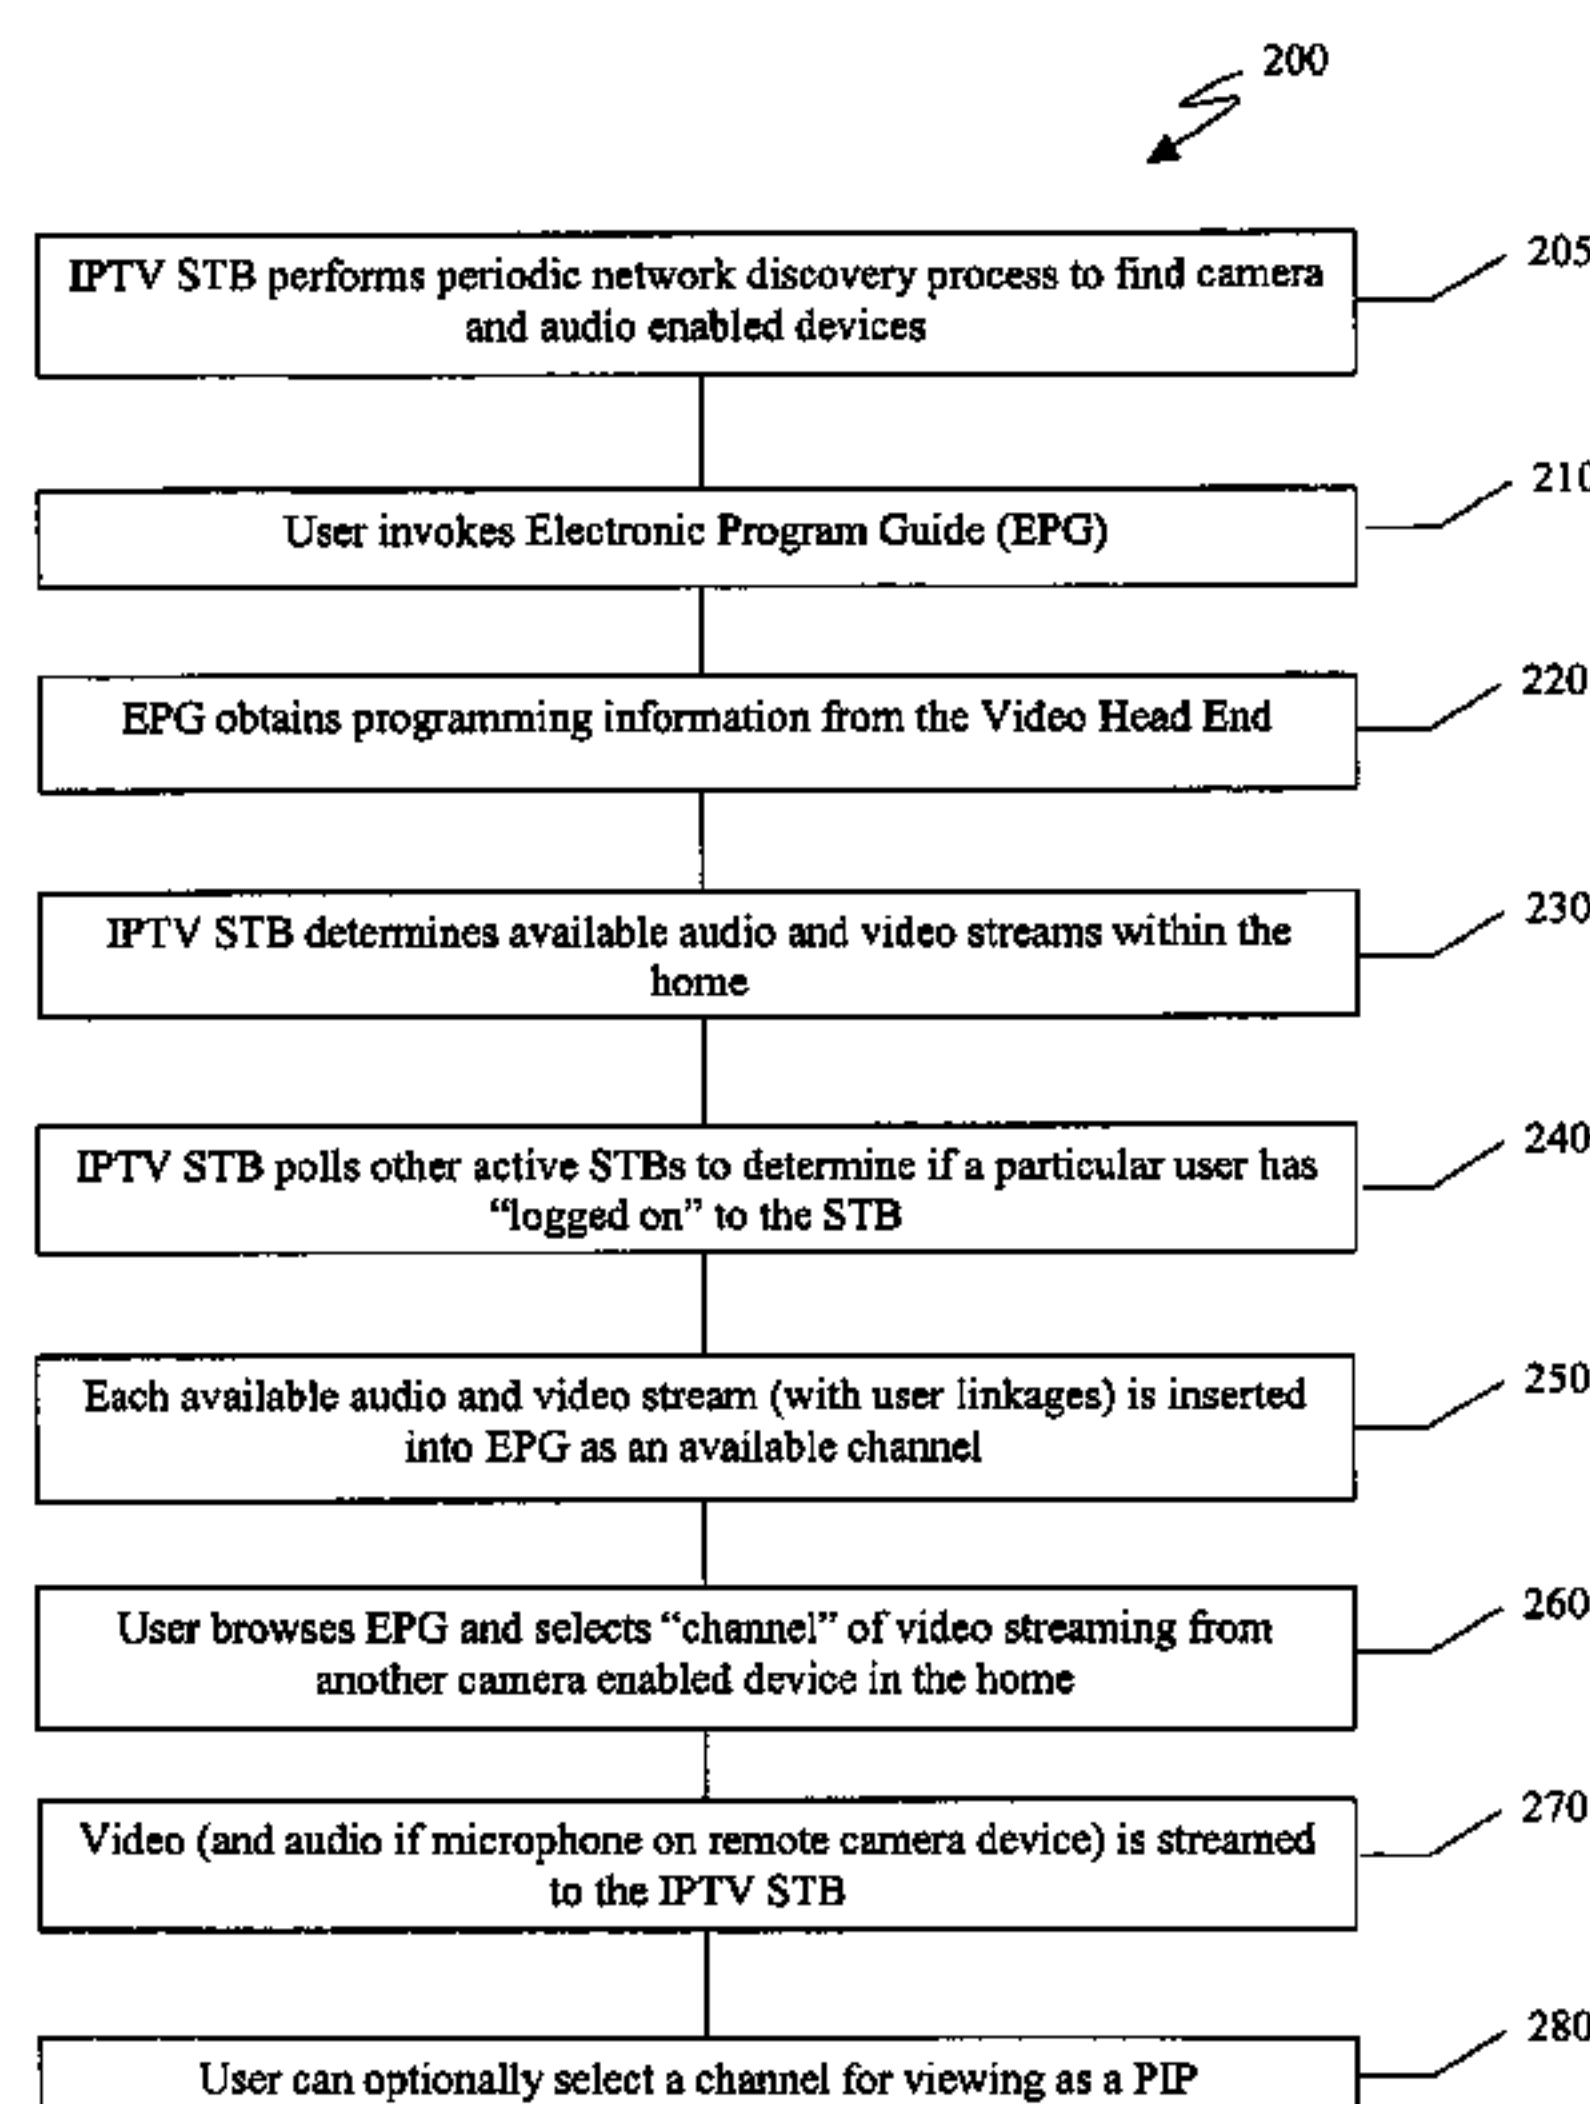 200
IPTV STB performs periodic network discovery process to find camera
and audio enabled devices
205
User invokes Electronic Program Guide (EPG)
210
EPG obtains programming information from the Video Head End
220
IPTV STB determines available audio and video streams within the
home
230
IPTV STB polls other active STBs to determine if a particular user has
“logged on” to the STB
240
Each available audio and video stream (with user linkages) is inserted
into EPG as an available channel
250
User browses EPG and selects “channel” of video streaming from
another camera enabled device in the home
260
Video (and audio if microphone on remote camera device) is streamed
to the IPTV STB
270
User can optionally select a channel for viewing as a PIP
280